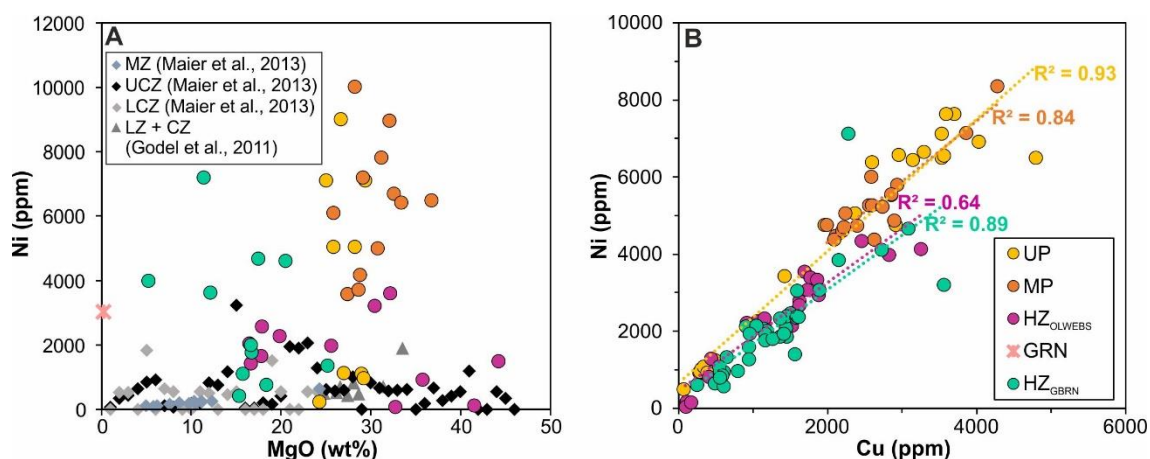 A
MZ (Maier et al., 2013)
UCZ (Maier et al., 2013)
LCZ (Maier et al., 2013)
LZ + CZ
(Godel et al., 2011)
12000
10000
8000
6000
4000
2000
0
Ni (ppm)
0 10 20 30 40 50
MgO (wt%)
B
R² = 0.93
R² = 0.84
R² = 0.64
R² = 0.89
UP
MP
HZOLWEBS
GRN
HZGBRN
10000
8000
6000
4000
2000
0
Ni (ppm)
0 2000 4000 6000
Cu (ppm)